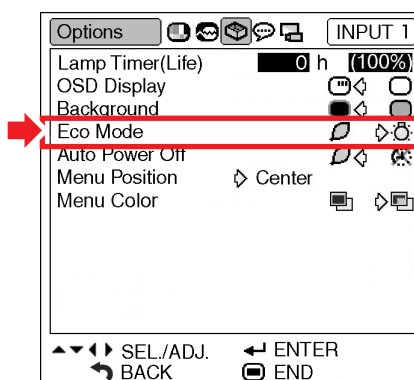 Options INPUT 1
Lamp Timer(Life) 0 h (100%)
OSD Display
Background
Eco Mode
Auto Power Off
Menu Position Center
Menu Color
SEL./ADJ. ENTER
BACK END